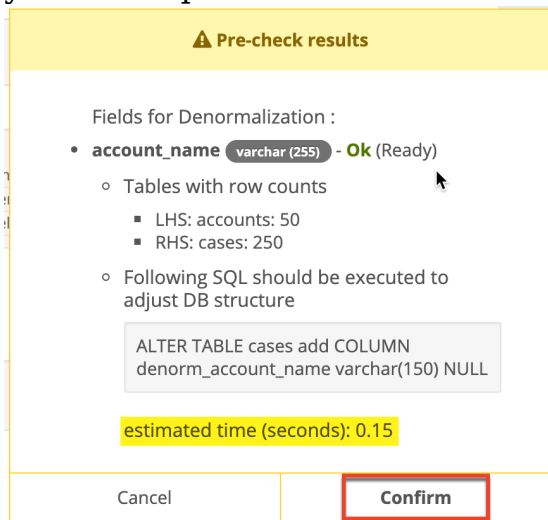 Pre-check results
Fields for Denormalization :
account_name varchar (255) - Ok (Ready)
Tables with row counts
LHS: accounts: 50
RHS: cases: 250
Following SQL should be executed to
adjust DB structure
ALTER TABLE cases add COLUMN
denorm_account_name varchar(150) NULL
estimated time (seconds): 0.15
Cancel
Confirm